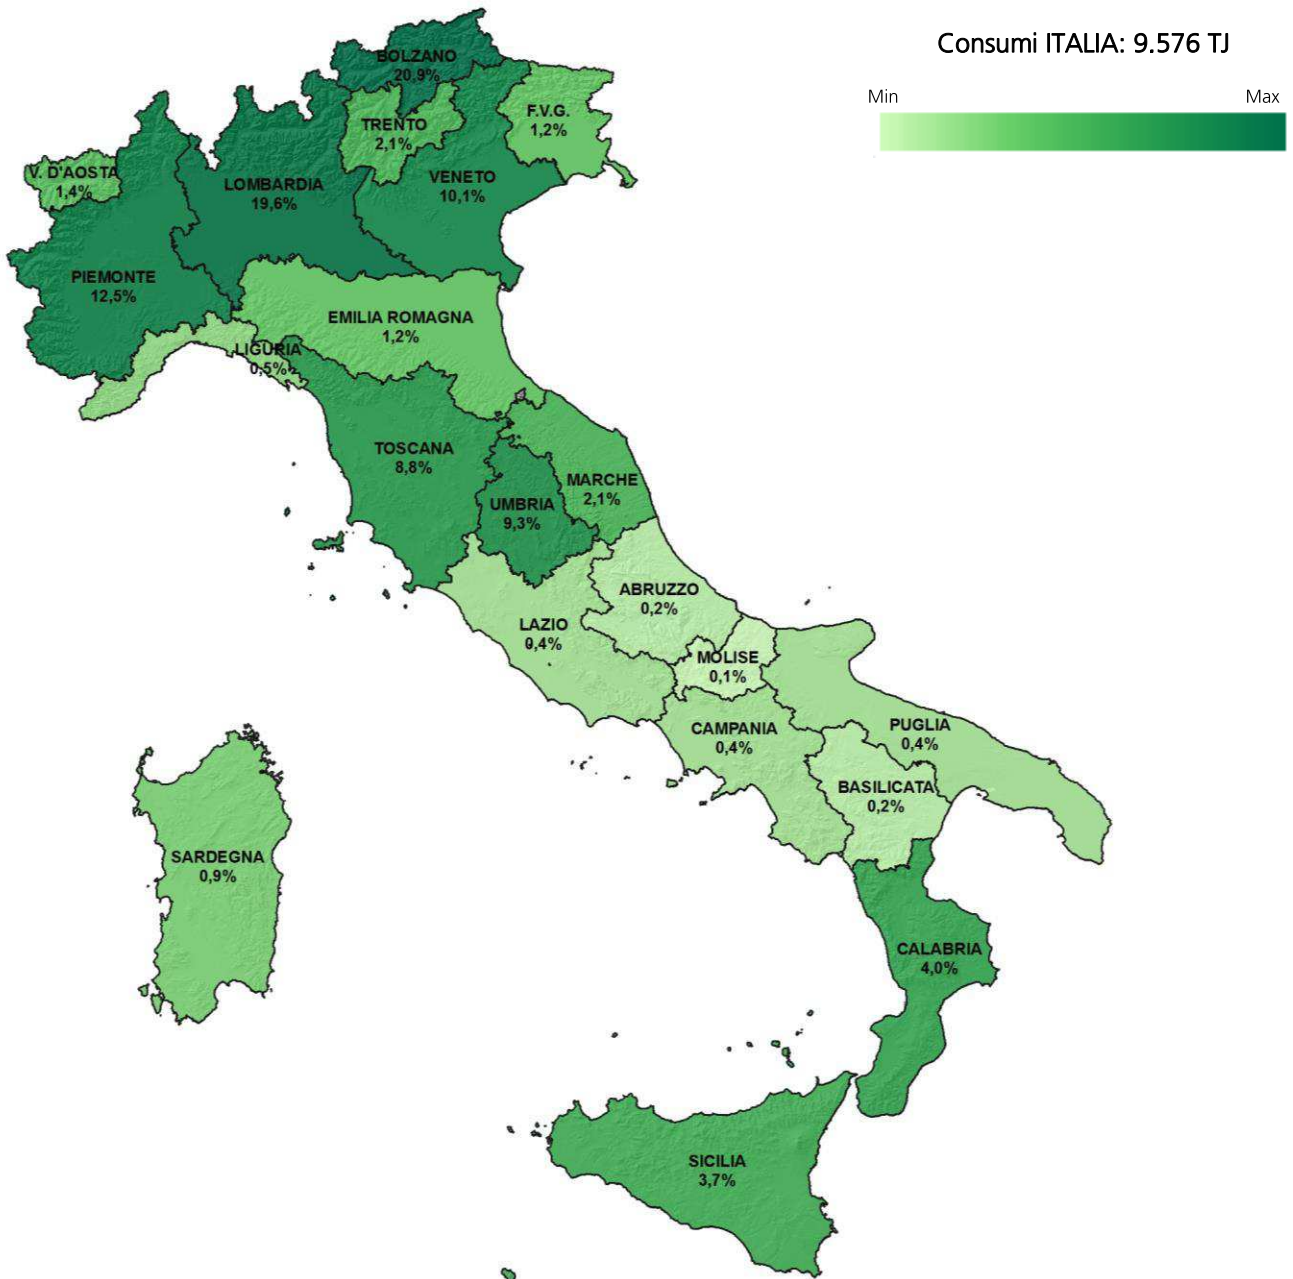 Consumi ITALIA: 9.576 TJ
Min
Max
BOLZANO
20,9%
TRENTO
2,1%
F.V.G.
1,2%
V. D'AOSTA
1,4%
LOMBARDIA
19,6%
VENETO
10,1%
PIEMONTE
12,5%
EMILIA ROMAGNA
1,2%
LIGURIA
0,5%
TOSCANA
8,8%
MARCHE
2,1%
UMBRIA
9,3%
ABRUZZO
0,2%
LAZIO
0,4%
MOLISE
0,1%
CAMPANIA
0,4%
PUGLIA
0,4%
BASILICATA
0,2%
SARDEGNA
0,9%
CALABRIA
4,0%
SICILIA
3,7%